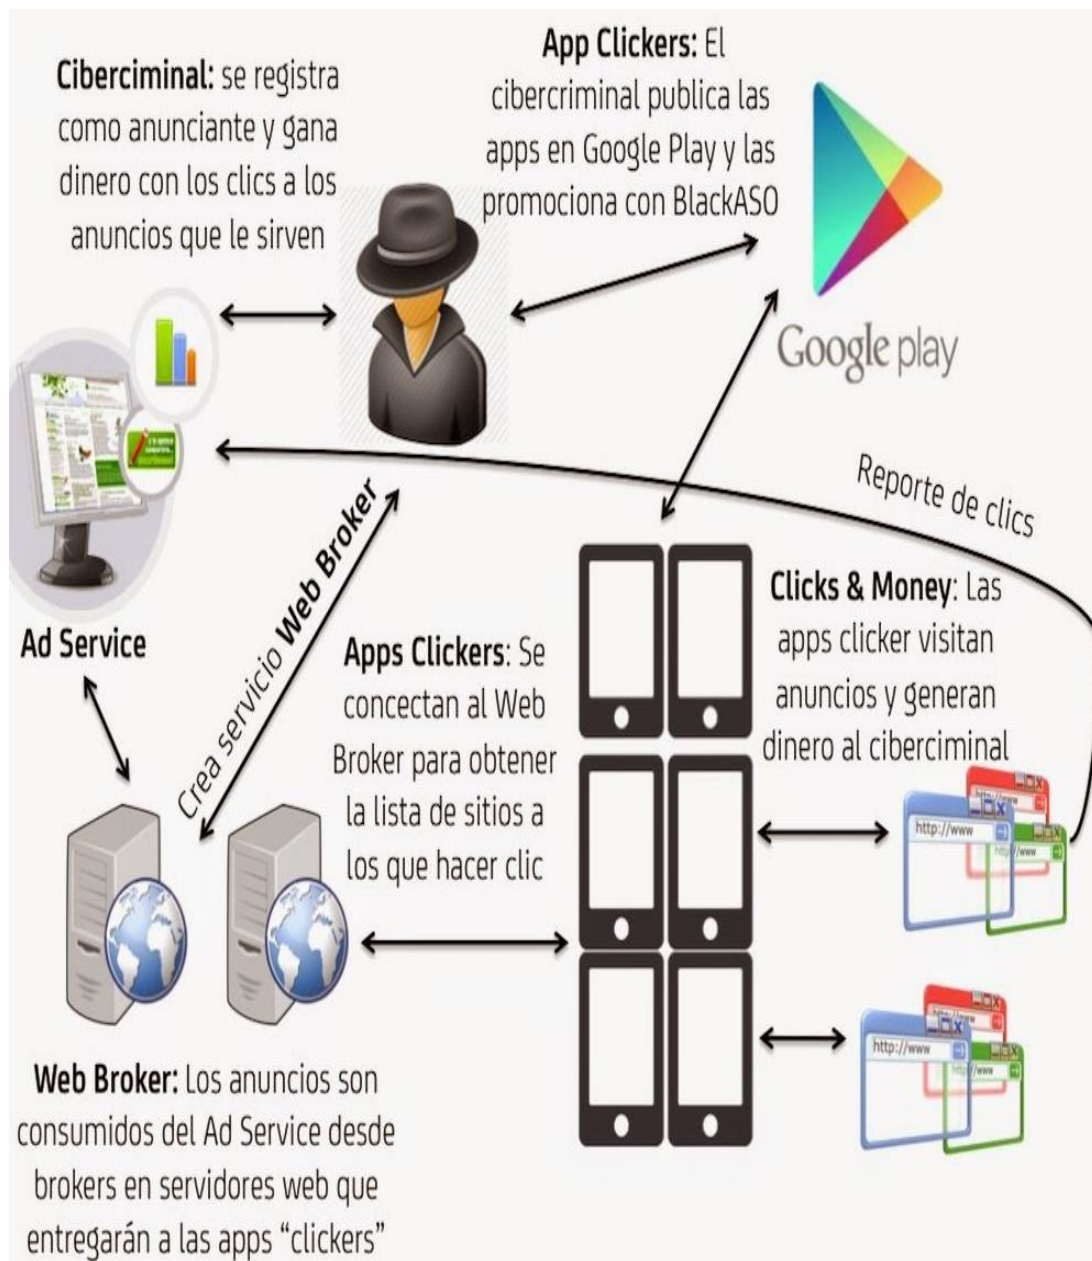 Ciberciminal: se registra
como anunciante y gana
dinero con los clics a los
anuncios que le sirven
App Clickers: El
cibercriminal publica las
apps en Google Play y las
promociona con BlackASO
Google play
Reporte de clics
Ad Service
Crea servicio Web Broker
Apps Clickers: Se
concectan al Web
Broker para obtener
la lista de sitios a
los que hacer clic
Clicks & Money: Las
apps clicker visitan
anuncios y generan
dinero al ciberciminal
http://www
http://www
http://www
http://www
Web Broker: Los anuncios son
consumidos del Ad Service desde
brokers en servidores web que
entregarán a las apps “clickers”